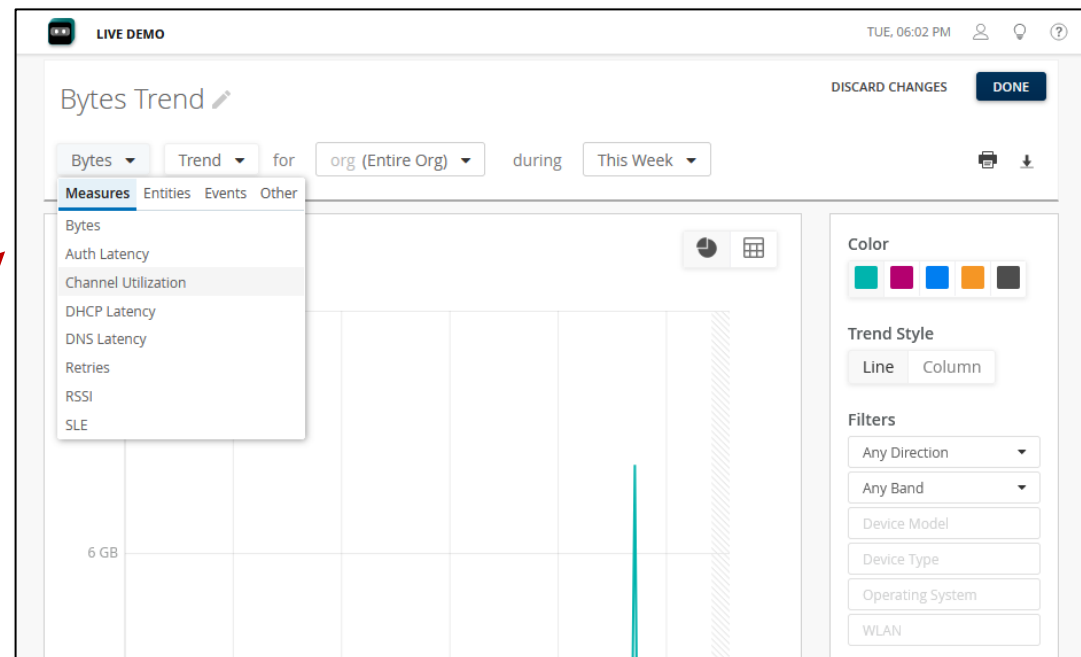 LIVE DEMO
TUE, 06:02 PM
Bytes Trend
DISCARD CHANGES
DONE
Bytes Trend for org (Entire Org) during This Week
Measures Entities Events Other
Bytes
Auth Latency
Channel Utilization
DHCP Latency
DNS Latency
Retries
RSSI
SLE
6 GB
Color
Trend Style
Line Column
Filters
Any Direction
Any Band
Device Model
Device Type
Operating System
WLAN